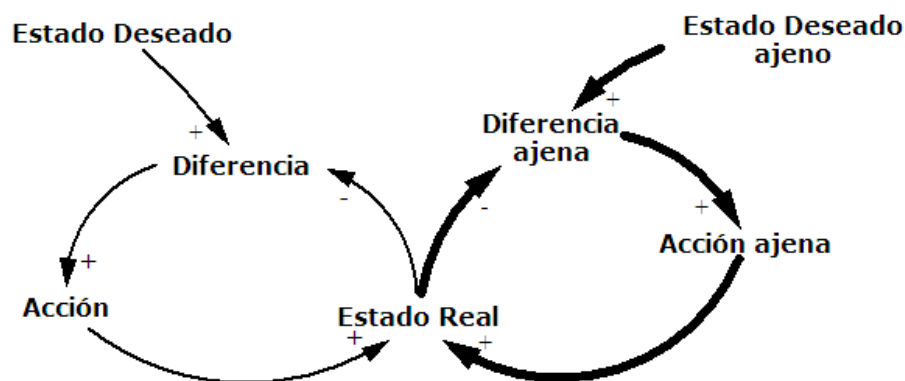 Estado Deseado
Estado Deseado
ajeno
+
+
Diferencia
ajena
Diferencia
-
-
+
Acción ajena
+
Acción
Estado Real
+
+